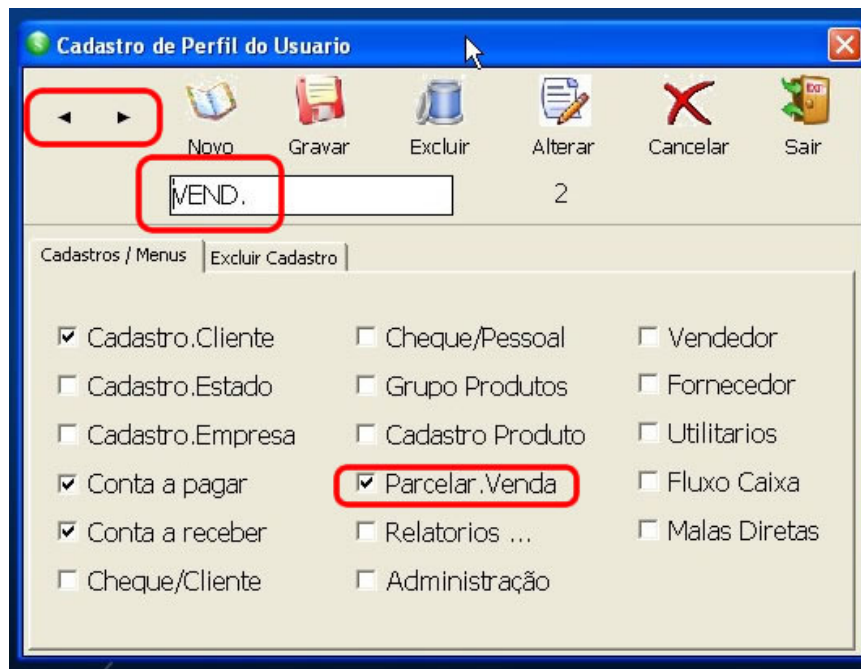 Cadastro de Perfil do Usuario
Novo Gravar Excluir Alterar Cancelar Sair
VEND. 2
Cadastros / Menus Excluir Cadastro
Cadastro.Cliente Cheque/Pessoal Vendedor
Cadastro.Estado Grupo Produtos Fornecedor
Cadastro.Empresa Cadastro Produto Utilitarios
Conta a pagar Parcelar.Venda Fluxo Caixa
Conta a receber Relatorios ... Malas Diretas
Cheque/Cliente Administração